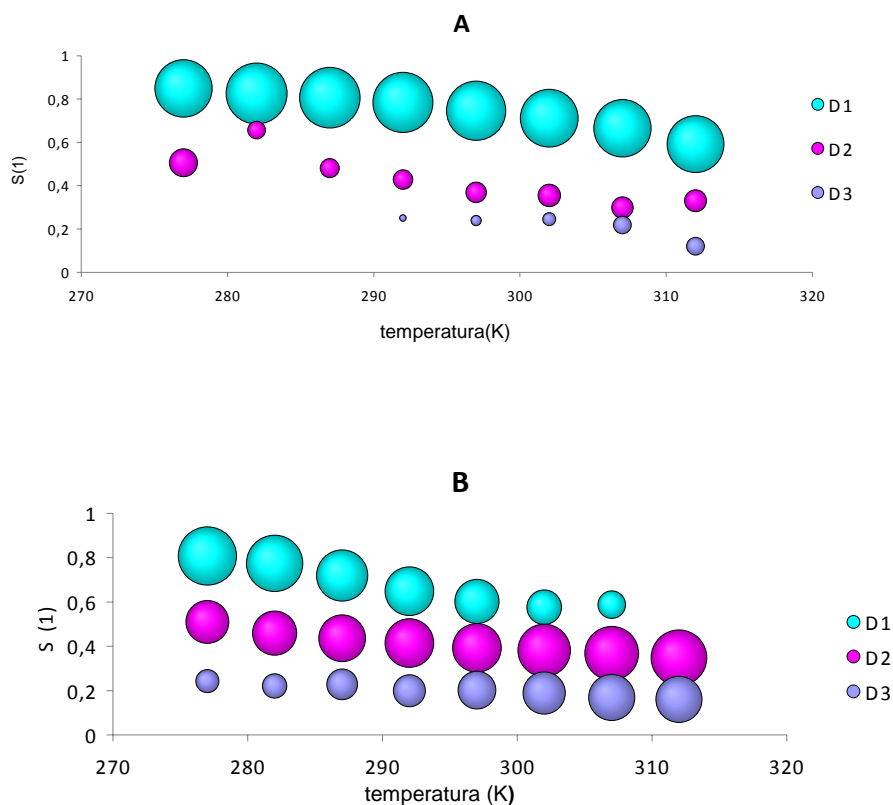 A
1
0,8
0,6
0,4
0,2
0
S(1)
270 280 290 300 310 320
temperatura(K)
D1
D2
D3
B
1
0,8
0,6
0,4
0,2
0
S (1)
270 280 290 300 310 320
temperatura (K)
D1
D2
D3